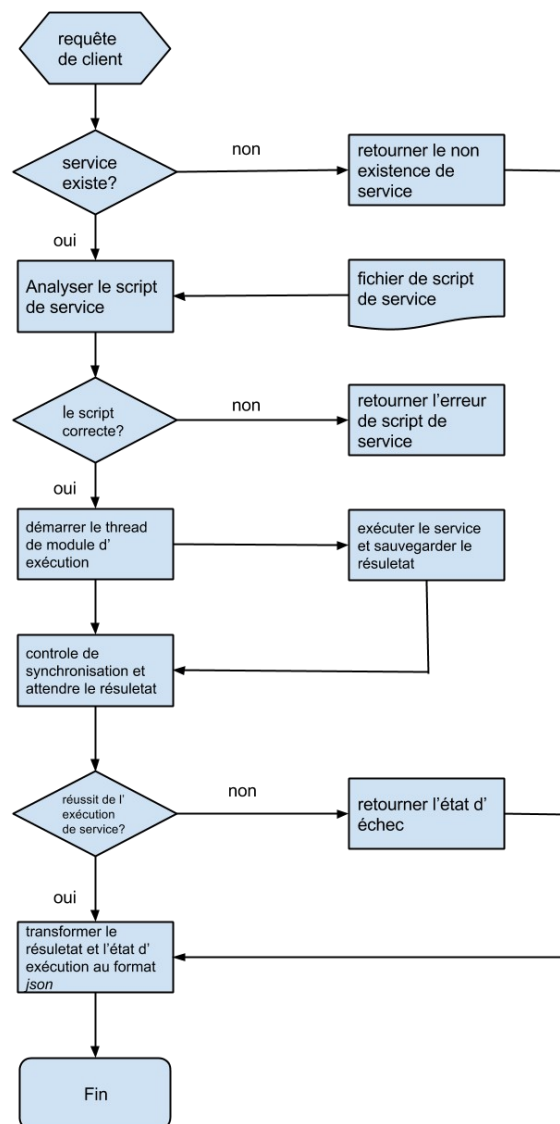 requête
de client
service
existe?
non
retourner le non
existence de
service
oui
Analyser le script
de service
fichier de script
de service
le script
correcte?
non
retourner l'erreur
de script de
service
oui
démarrer le thread
de module d'
exécution
exécuter le service
et sauvegarder le
résuletat
controle de
synchronisation et
attendre le résuletat
réussit de l'
exécution
de service?
non
retourner l'état d'
échec
oui
transformer le
résuletat et l'état d'
exécution au format
json
Fin